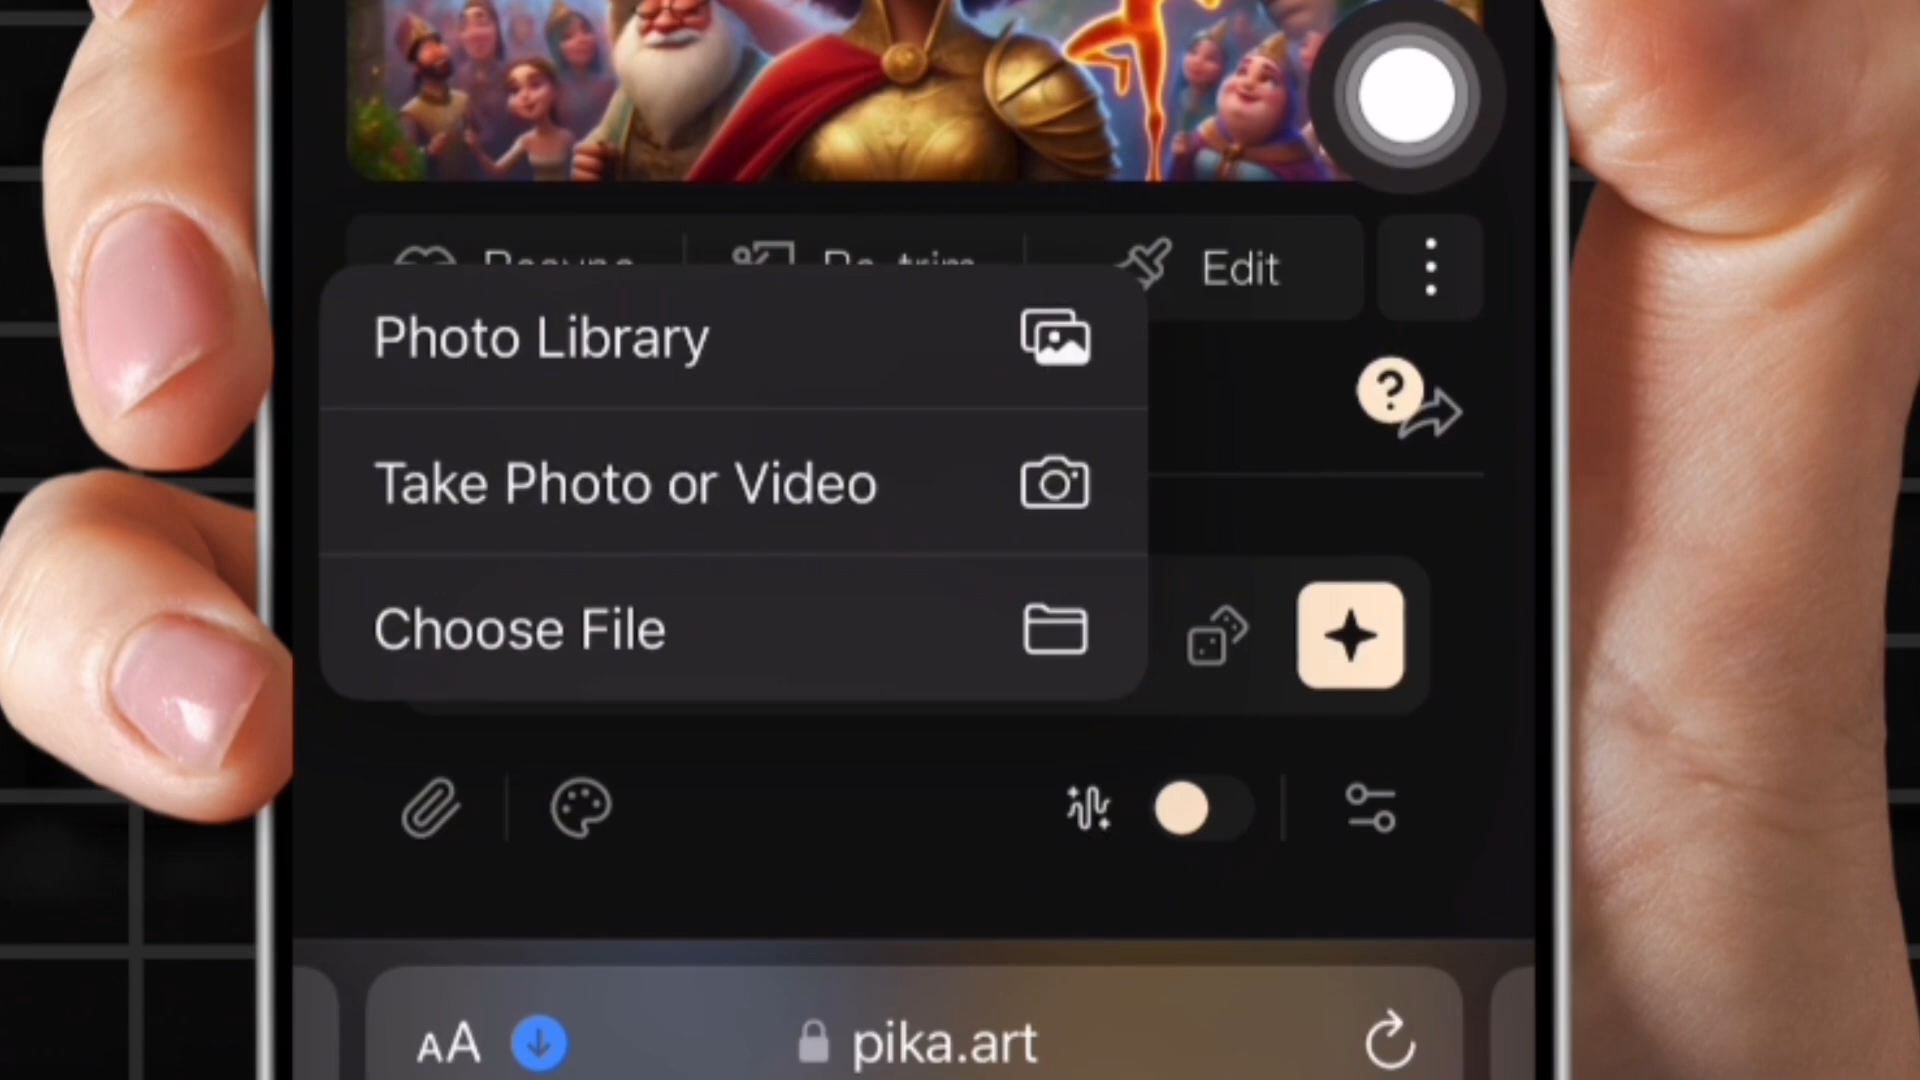 Edit
Photo Library
?
Take Photo or Video
Choose File
AA
pika.art